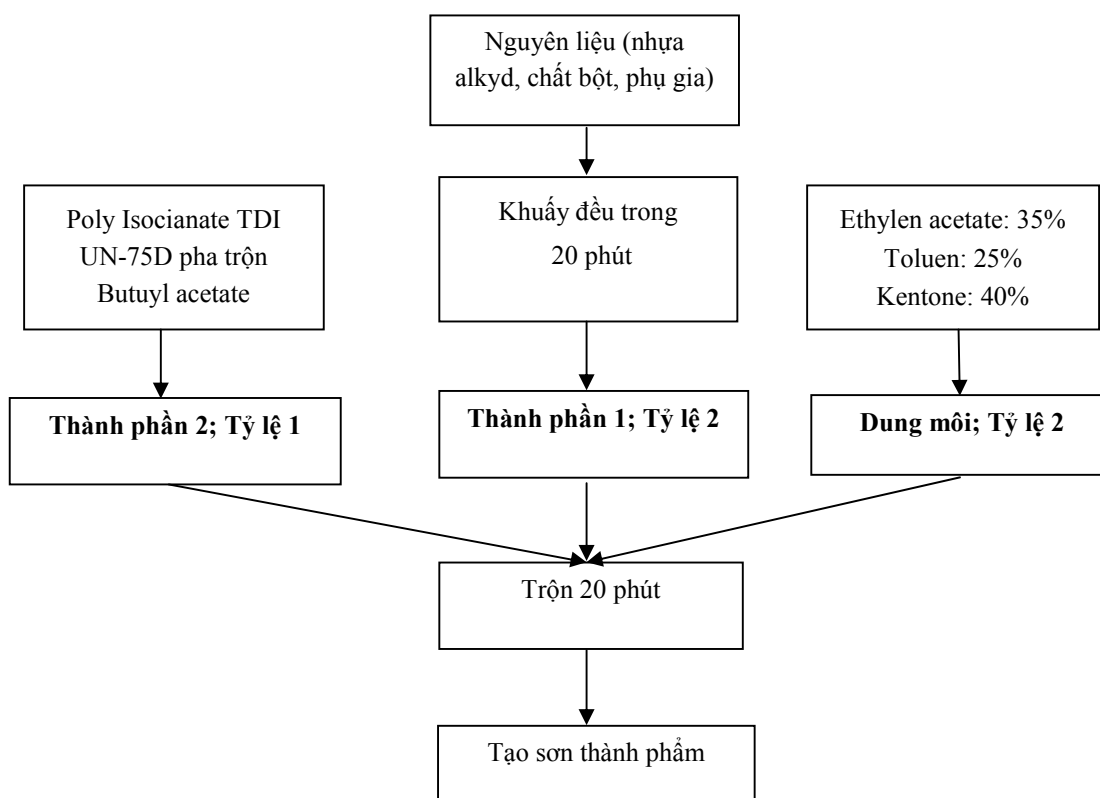 Nguyên liệu (nhựa
alkyd, chất bột, phụ gia)
Poly Isocianate TDI
UN-75D pha trộn
Butuyl acetate
Khuấy đều trong
20 phút
Ethylen acetate: 35%
Toluen: 25%
Kentone: 40%
Thành phần 2; Tỷ lệ 1
Thành phần 1; Tỷ lệ 2
Dung môi; Tỷ lệ 2
Trộn 20 phút
Tạo sơn thành phẩm